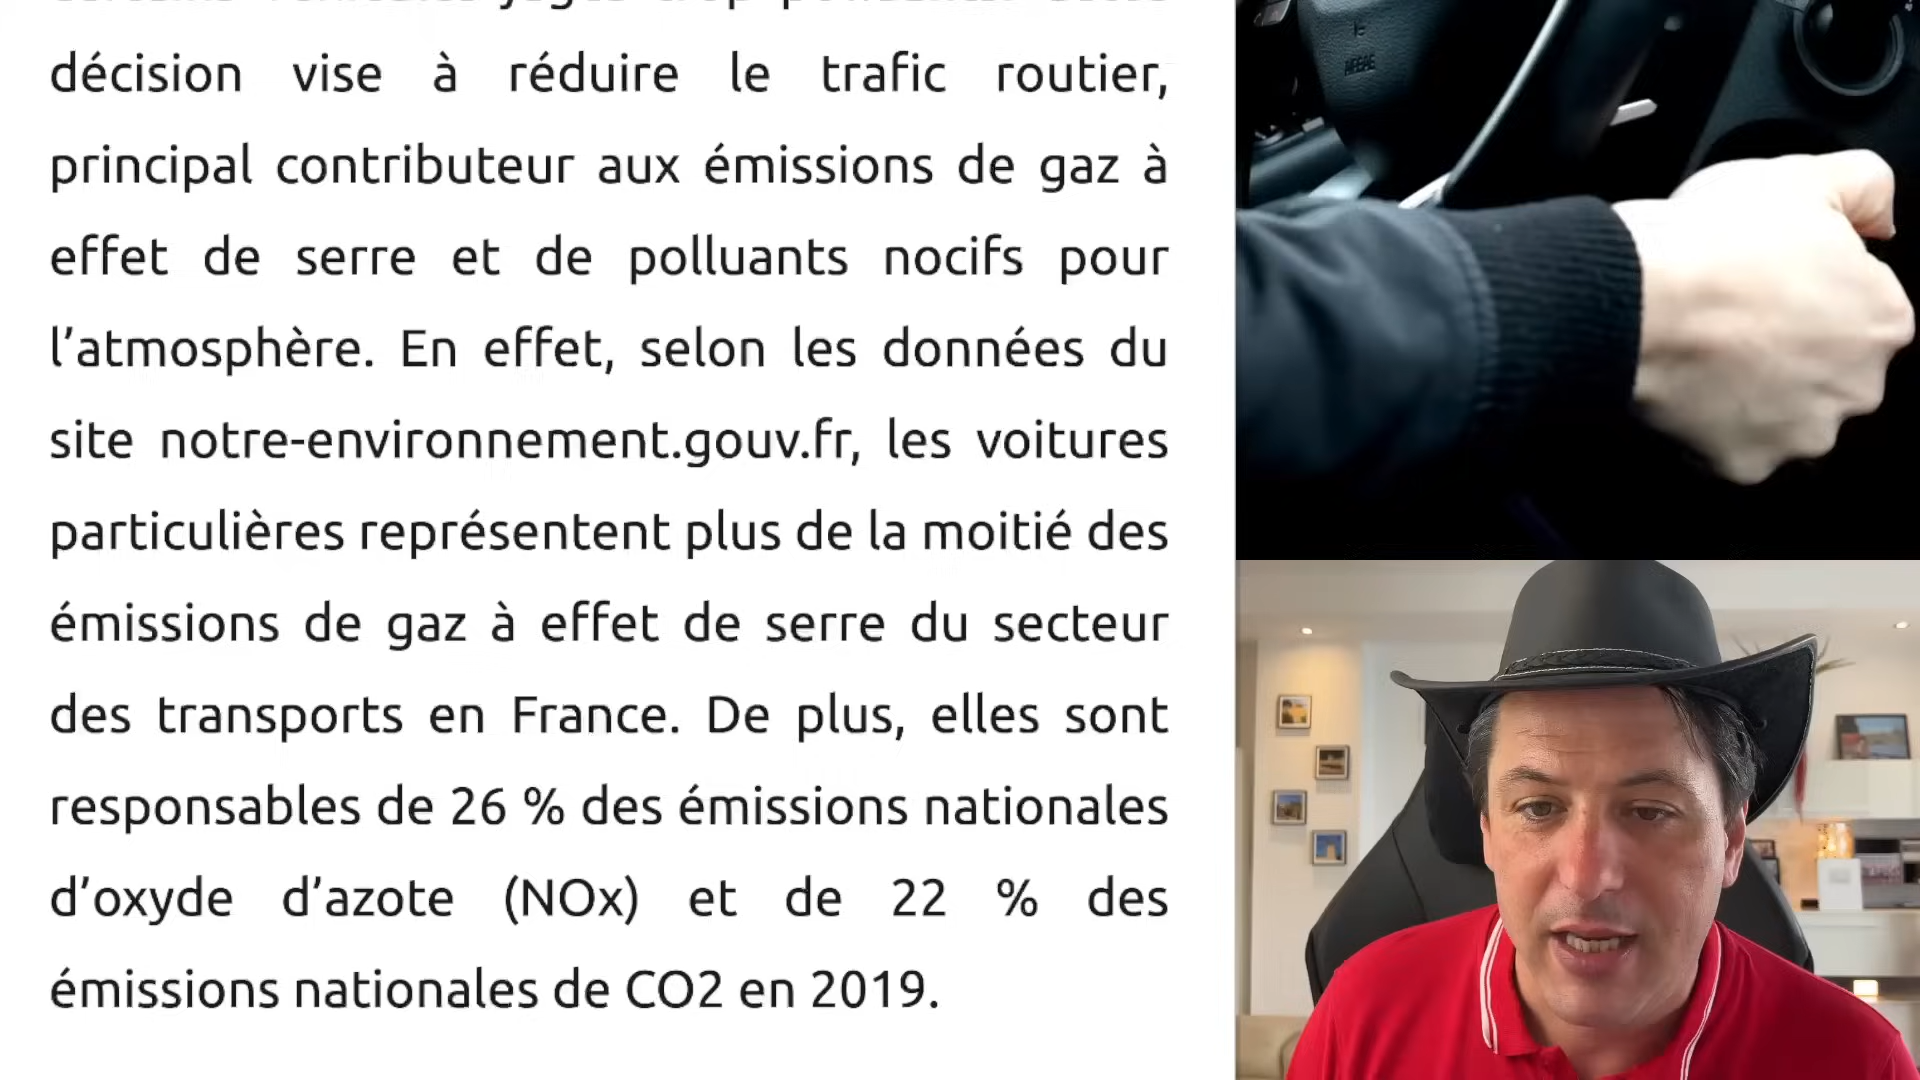 décision vise à réduire le trafic routier,
principal contributeur aux émissions de gaz à
effet de serre et de polluants nocifs pour
l’atmosphère. En effet, selon les données du
site notre-environnement.gouv.fr, les voitures
particulières représentent plus de la moitié des
émissions de gaz à effet de serre du secteur
des transports en France. De plus, elles sont
responsables de 26 % des émissions nationales
d’oxyde d’azote (NOx) et de 22 % des
émissions nationales de CO2 en 2019.
AIRBAG